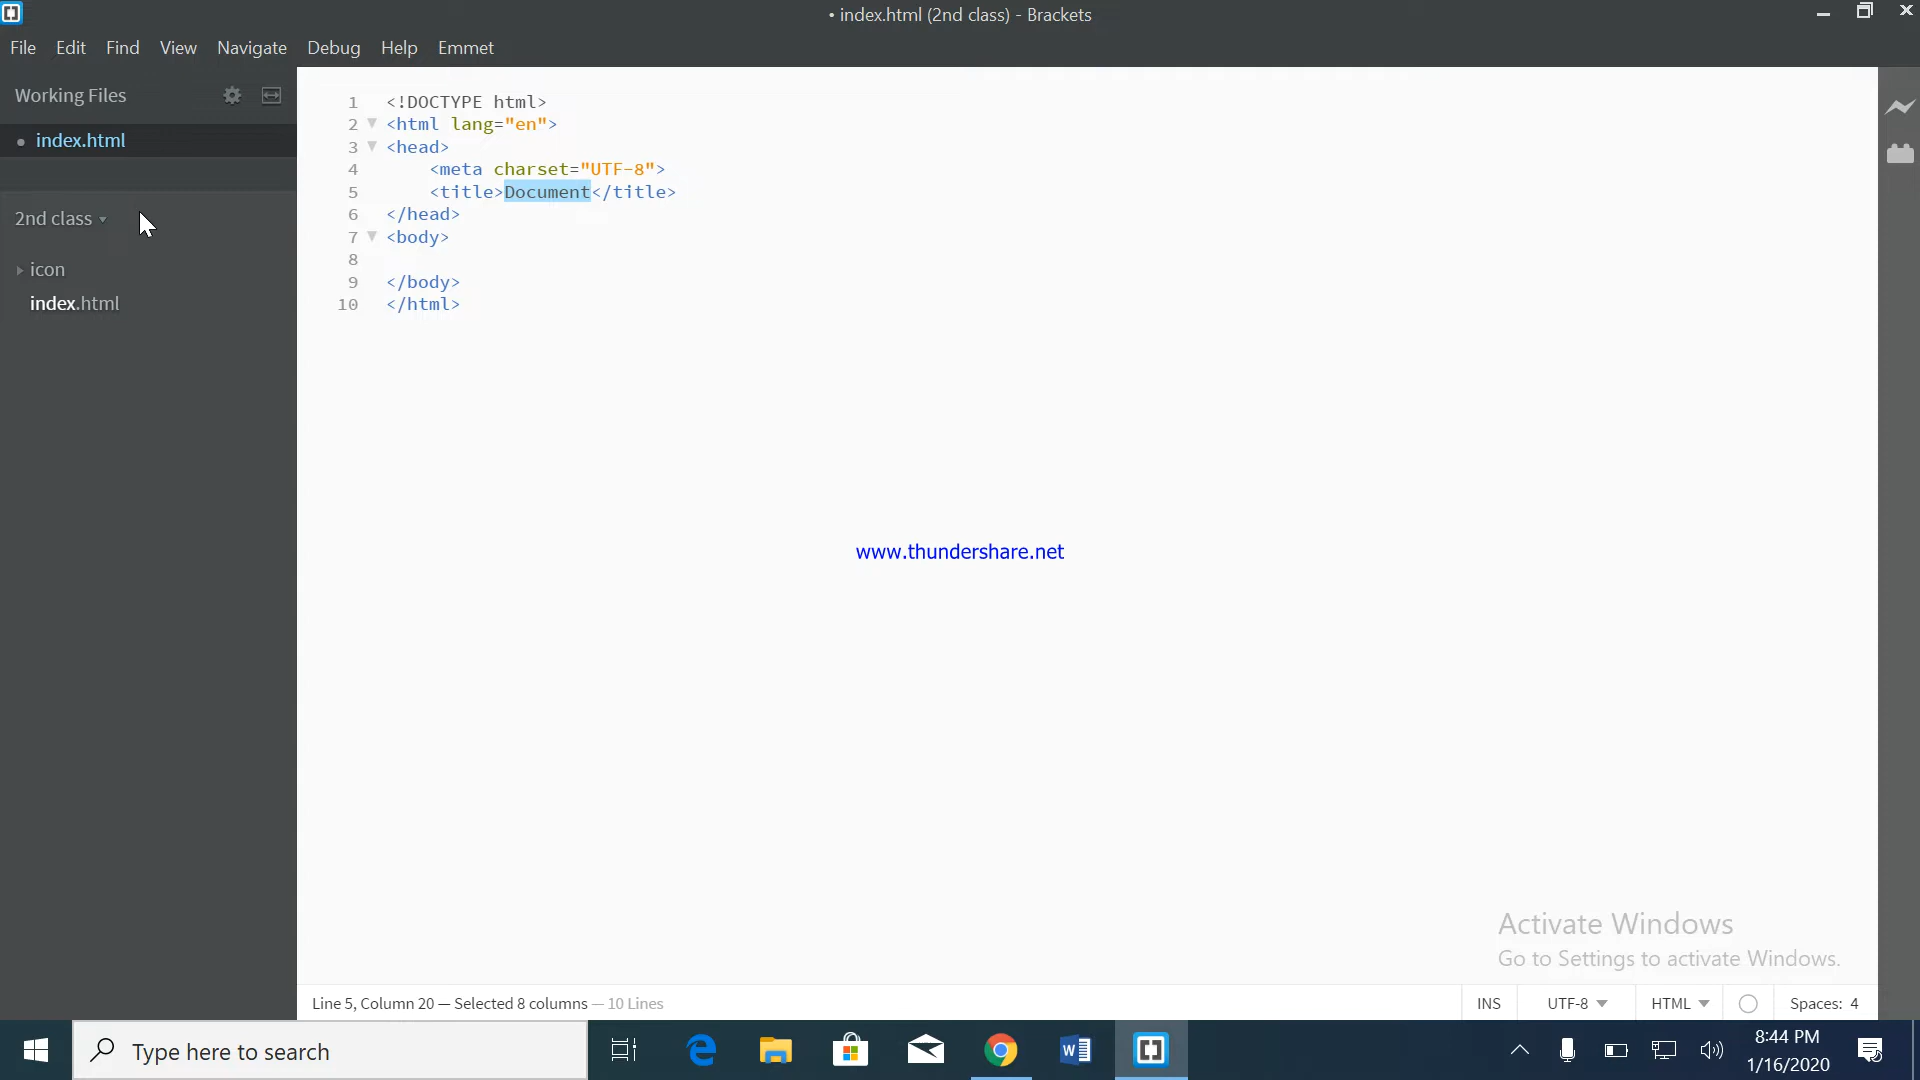 • index.html (2nd class) - Brackets
File Edit Find View Navigate Debug Help Emmet
Working Files
• index.html
2nd class
icon
index.html
1 <!DOCTYPE html>
2 <html lang="en">
3 <head>
4 <meta charset="UTF-8">
5 <title>Document</title>
6 </head>
7 <body>
8
9 </body>
10 </html>
www.thundershare.net
Activate Windows
Go to Settings to activate Windows.
Line 5, Column 20 — Selected 8 columns — 10 Lines
INS UTF-8 HTML Spaces: 4
Type here to search
8:44 PM
1/16/2020